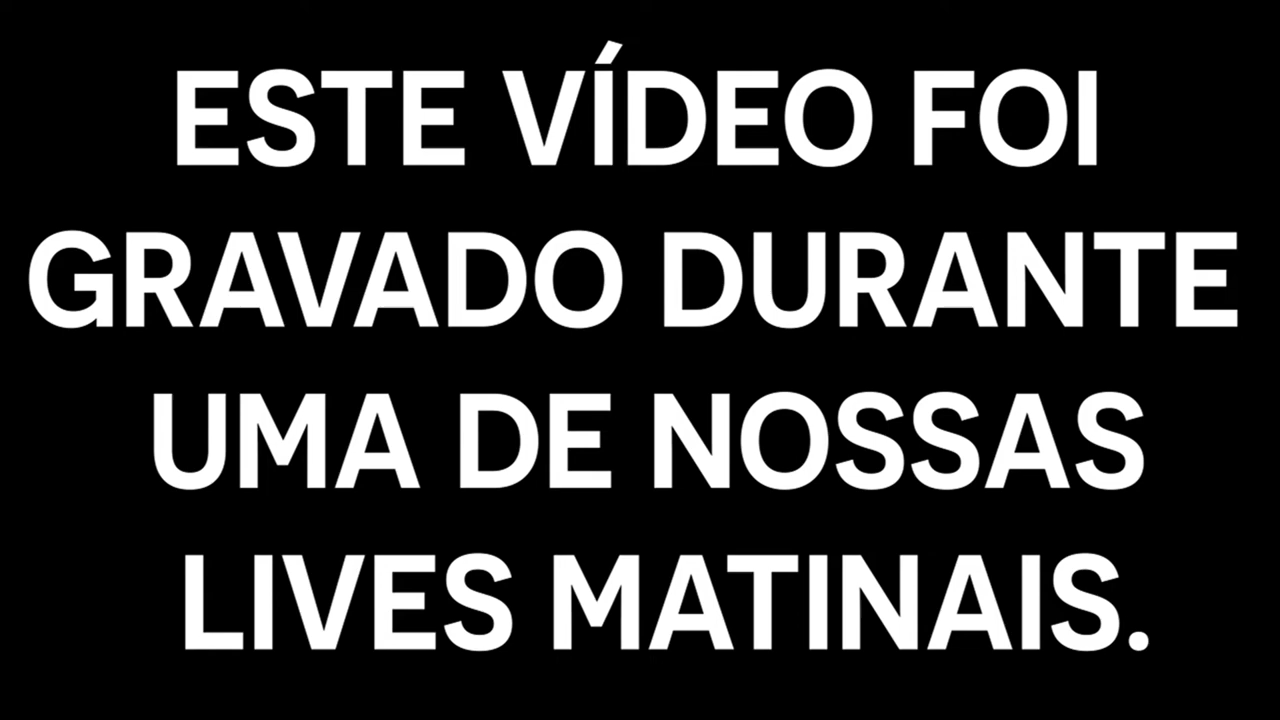 ESTE VÍDEO FOI
GRAVADO DURANTE
UMA DE NOSSAS
LIVES MATINAIS.